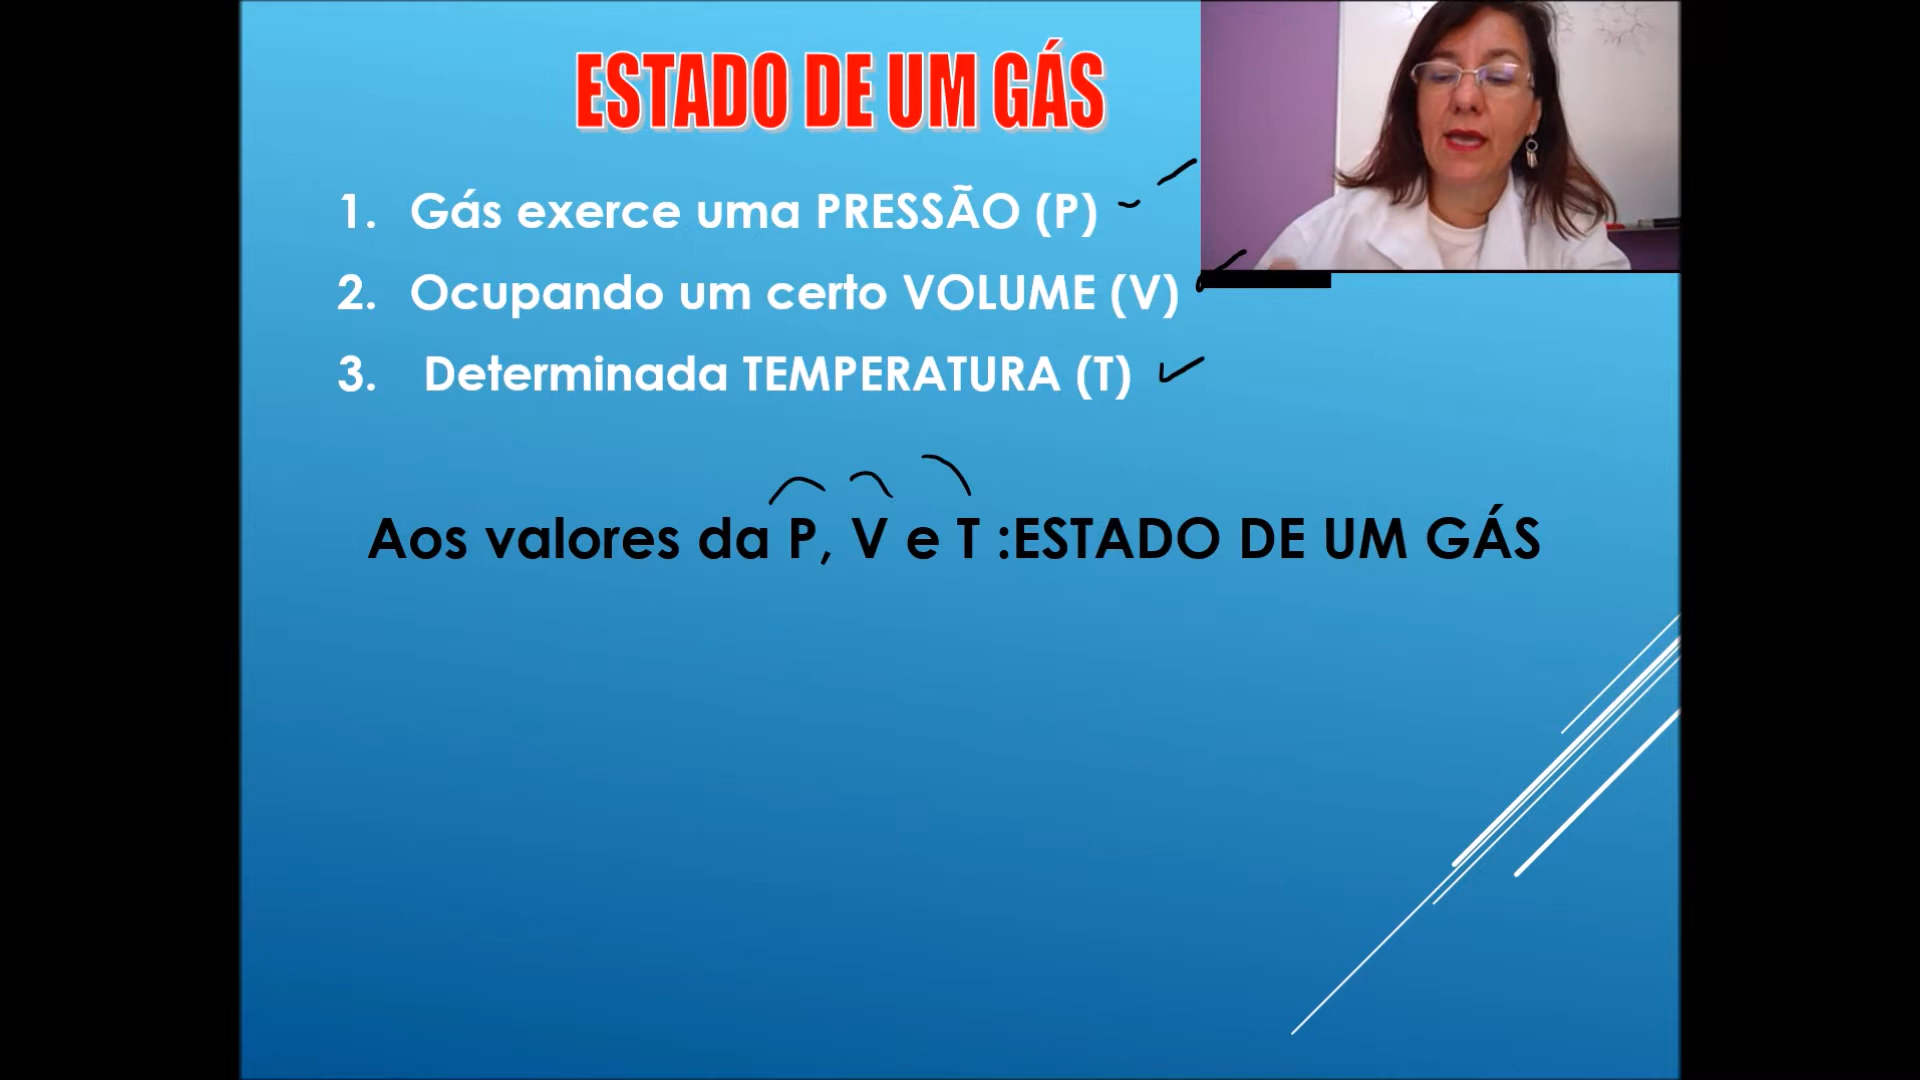 ESTADO DE UM GÁS
1. Gás exerce uma PRESSÃO (P)
2. Ocupando um certo VOLUME (V)
3. Determinada TEMPERATURA (T)
Aos valores da P, V e T :ESTADO DE UM GÁS